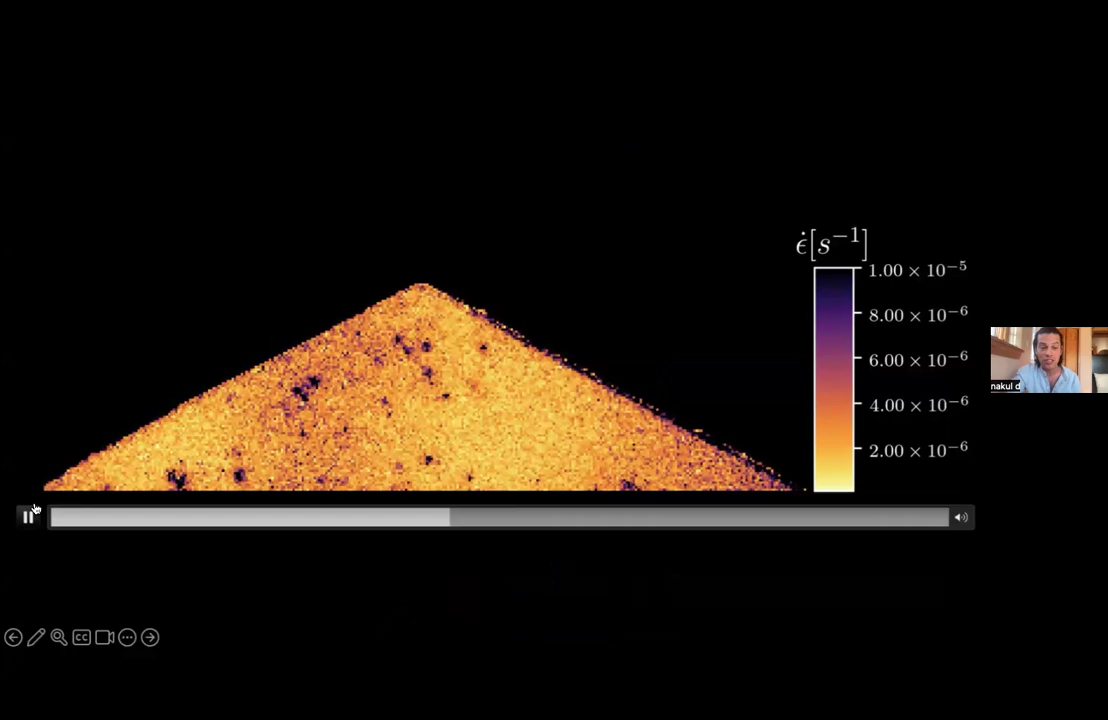 ε̇[s⁻¹]
1.00 × 10⁻⁵
8.00 × 10⁻⁶
6.00 × 10⁻⁶
4.00 × 10⁻⁶
2.00 × 10⁻⁶
nakul d
CC